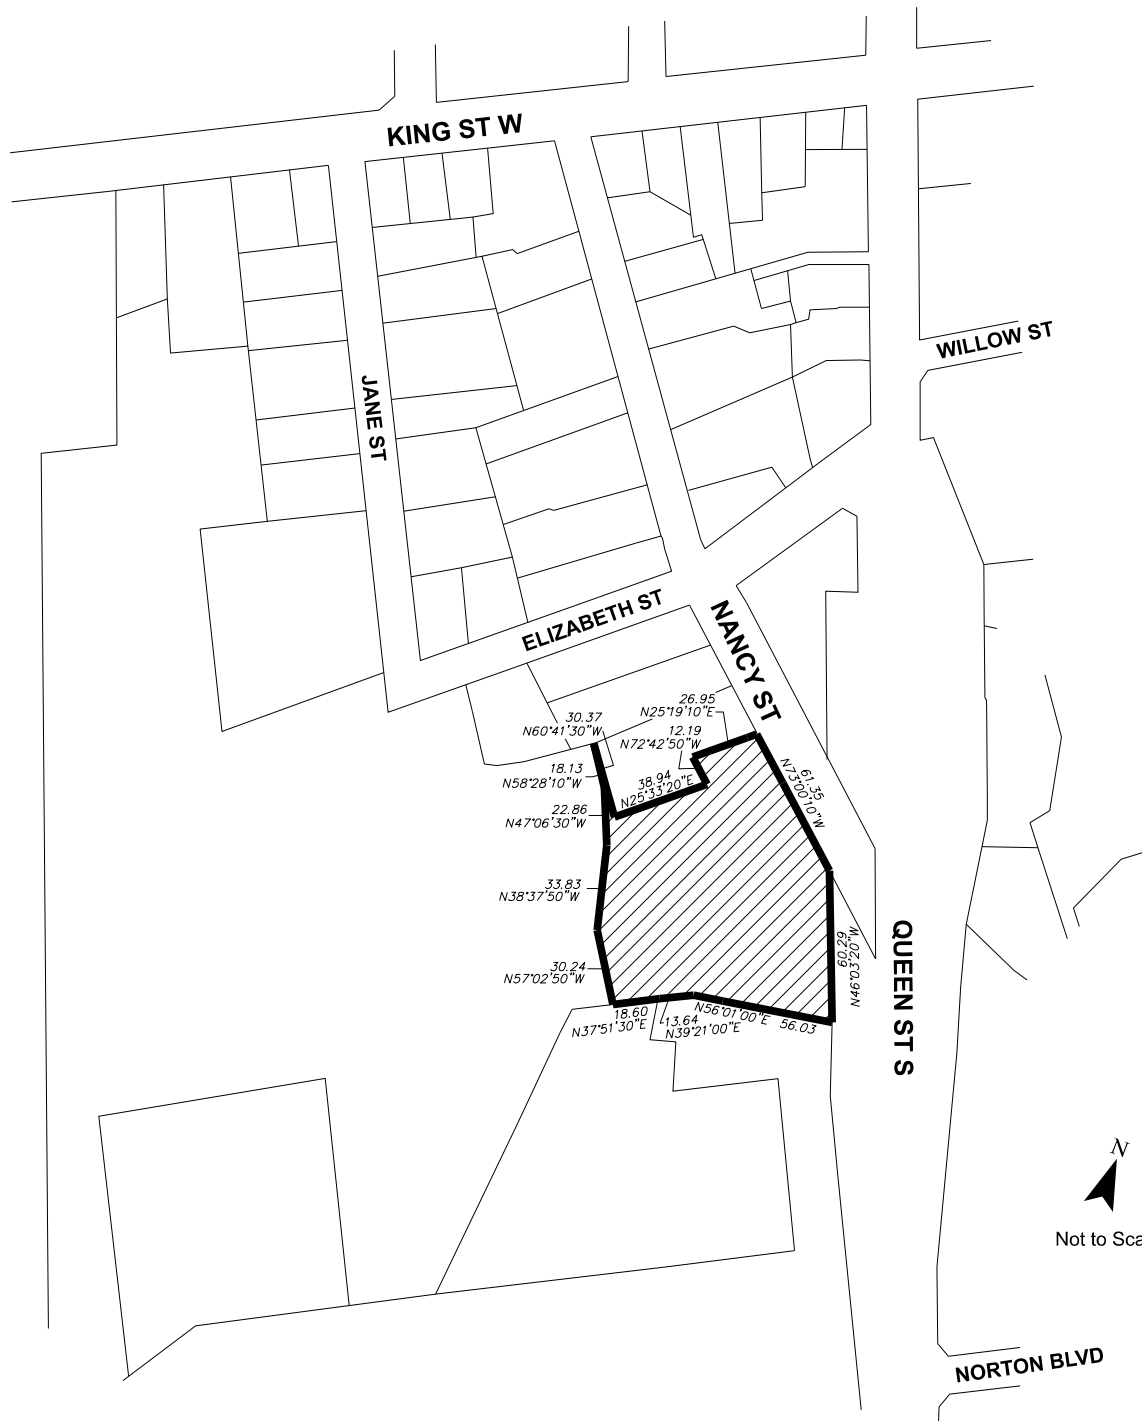 KING ST W
WILLOW ST
JANE ST
ELIZABETH ST
NANCY ST
26.95
N25°19'10"E
30.37
N60°41'30"W
12.19
N72°42'50"W
18.13
N58°28'10"W
38.94
N25°33'20"E
61.35
N73°00'10"W
22.86
N47°06'30"W
33.83
N38°37'50"W
QUEEN ST S
60.29
N46°03'20"W
30.24
N57°02'50"W
18.60
N37°51'30"E
13.64
N39°21'00"E
N56°01'00"E
56.03
N
Not to Sca
NORTON BLVD